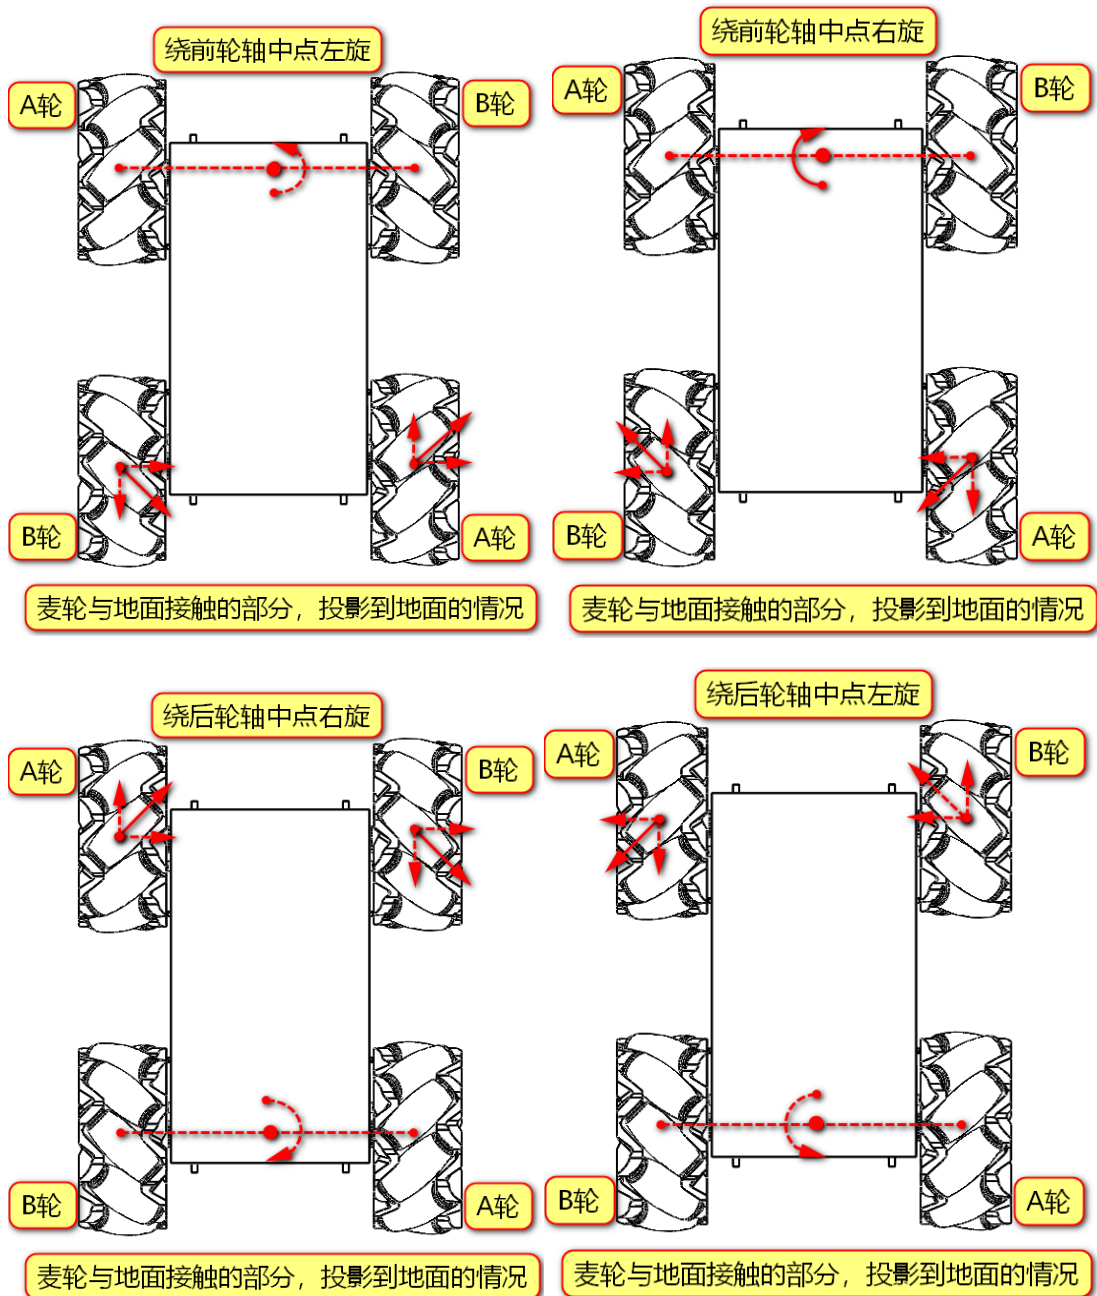 绕前轮轴中点左旋
A轮
B轮
B轮
A轮
麦轮与地面接触的部分，投影到地面的情况
绕前轮轴中点右旋
A轮
B轮
B轮
A轮
麦轮与地面接触的部分，投影到地面的情况
绕后轮轴中点右旋
A轮
B轮
B轮
A轮
麦轮与地面接触的部分，投影到地面的情况
绕后轮轴中点左旋
A轮
B轮
B轮
A轮
麦轮与地面接触的部分，投影到地面的情况